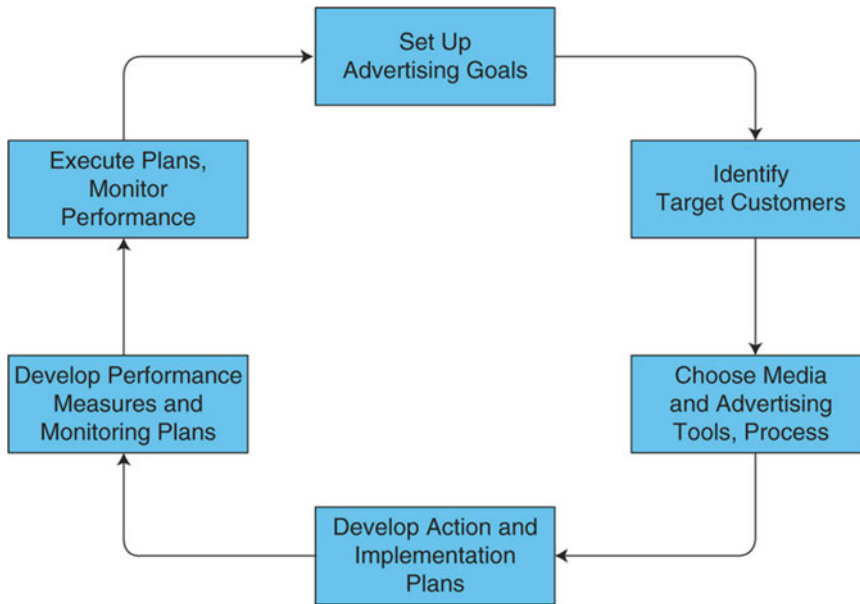 Set Up
Advertising Goals
Identify
Target Customers
Choose Media
and Advertising
Tools, Process
Develop Action and
Implementation
Plans
Develop Performance
Measures and
Monitoring Plans
Execute Plans,
Monitor
Performance